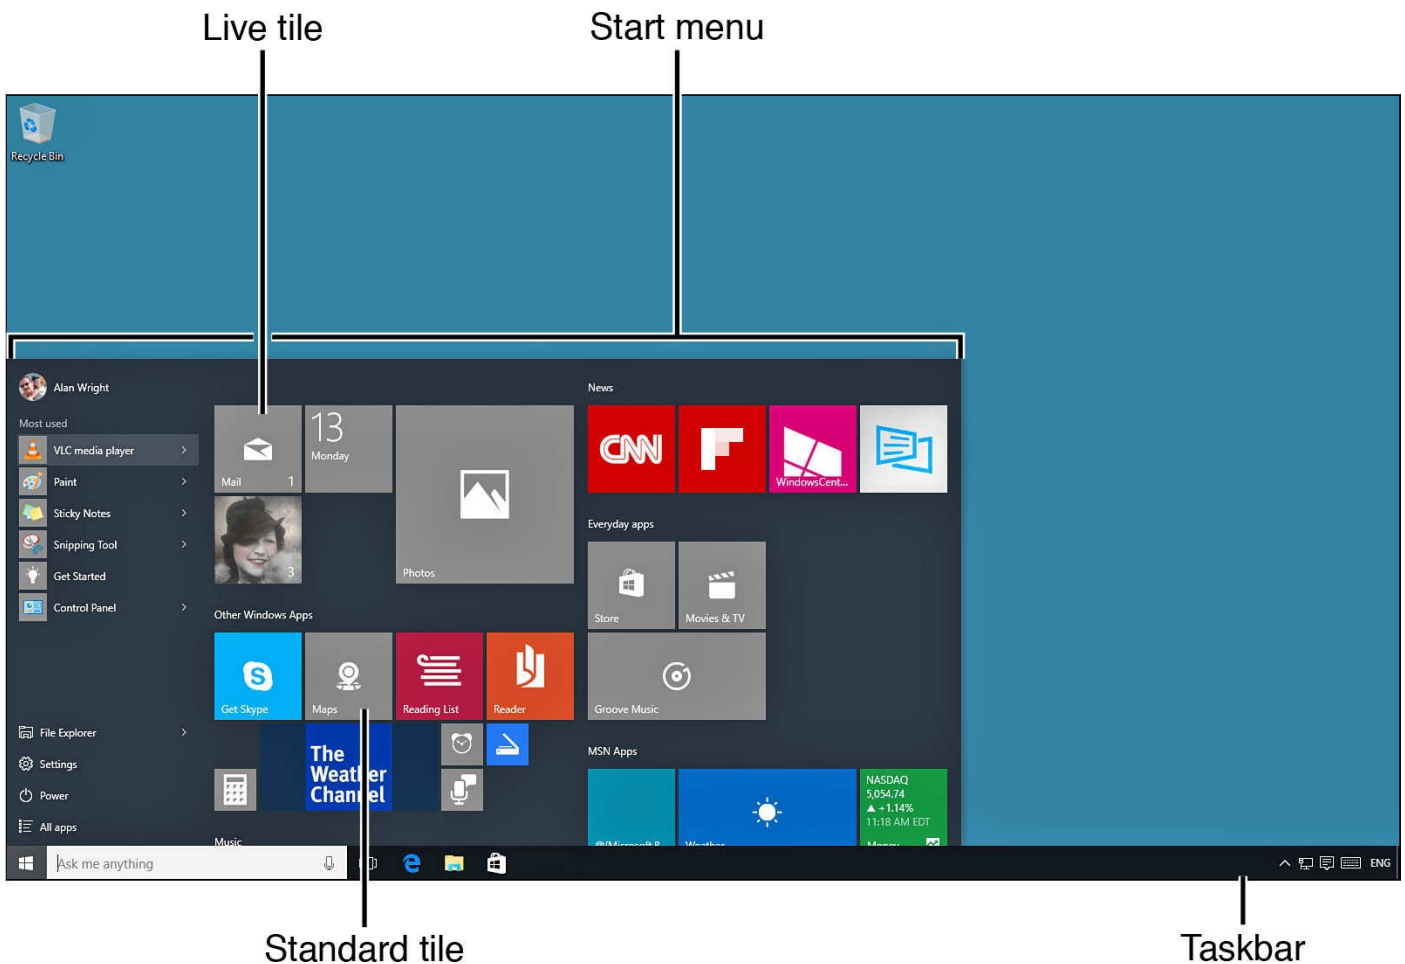 Live tile
Start menu
Recycle Bin
Alan Wright
Most used
VLC media player
Paint
Sticky Notes
Snipping Tool
Get Started
Control Panel
File Explorer
Settings
Power
All apps
Mail 1
13
Monday
3
Photos
Other Windows Apps
Get Skype
Maps
Reading List
Reader
The
Weather
Channel
Music
News
CNN
WindowsCent...
Everyday apps
Store
Movies & TV
Groove Music
MSN Apps
Weather
NASDAQ
5,054.74
▲ +1.14%
11:18 AM EDT
Money
Ask me anything
ENG
Standard tile
Taskbar